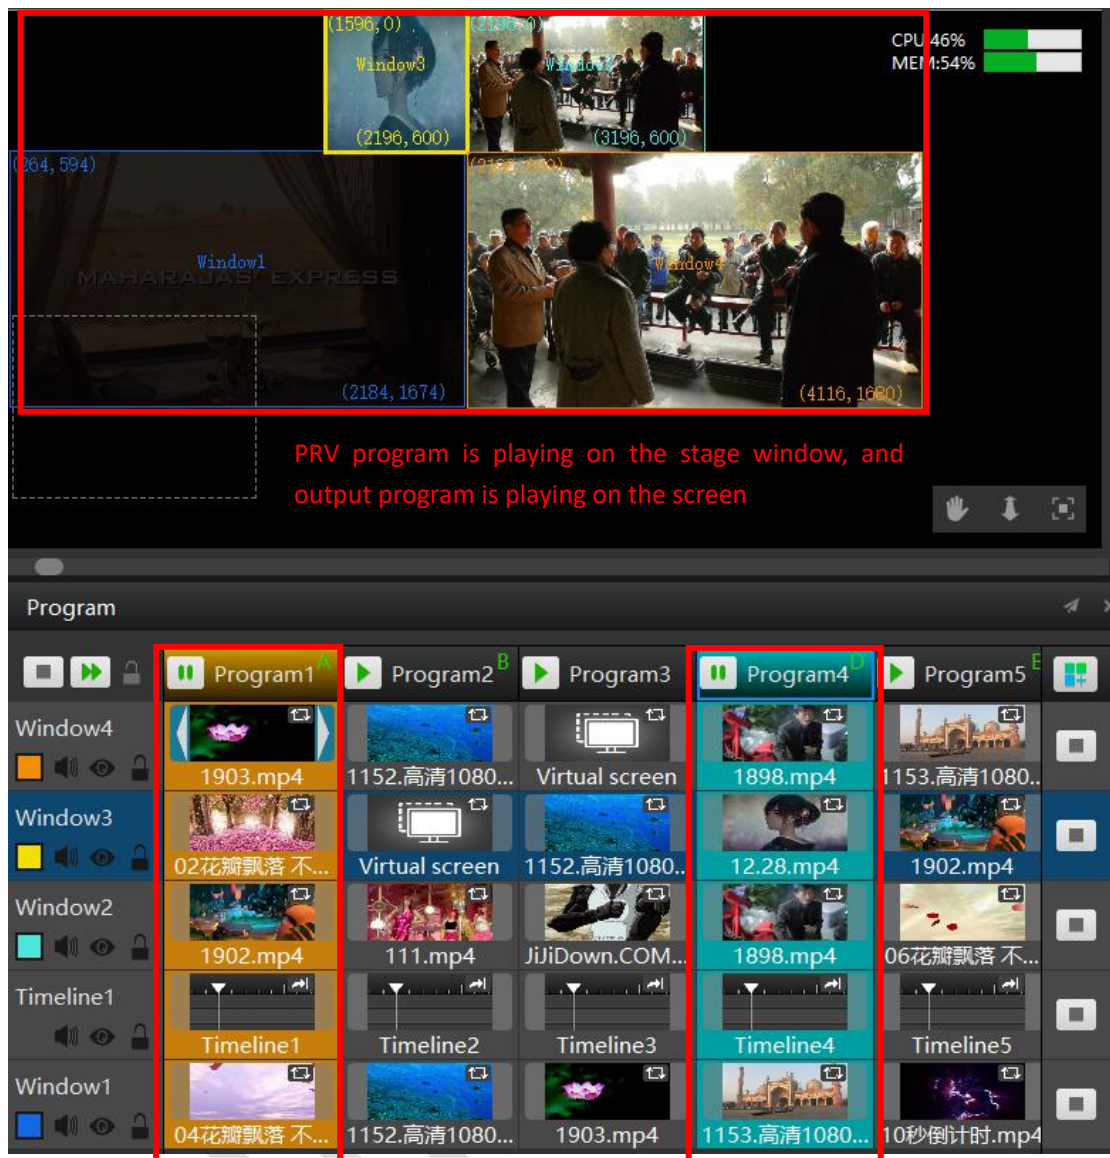 (1596,0)
CPU:46%
Window3
MEM:54%
(2196,600)
(3196,600)
(264,594)
Window1
Window4
MAHARAJAS' EXPRESS
(2184,1674)
(4116,1680)
PRV program is playing on the stage window, and
output program is playing on the screen
Program
Program1 A
Program2 B
Program3
Program4 D
Program5 E
Window4
1903.mp4
1152.高清1080...
Virtual screen
1898.mp4
1153.高清1080..
Window3
02花瓣飘落 不...
Virtual screen
1152.高清1080..
12.28.mp4
1902.mp4
Window2
1902.mp4
111.mp4
JiJiDown.COM...
1898.mp4
06花瓣飘落 不...
Timeline1
Timeline1
Timeline2
Timeline3
Timeline4
Timeline5
Window1
04花瓣飘落 不...
1152.高清1080...
1903.mp4
1153.高清1080...
10秒倒计时.mp4